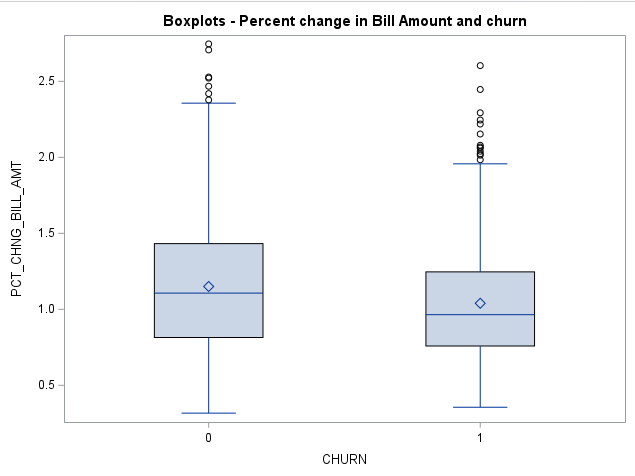 Boxplots - Percent change in Bill Amount and churn
PCT_CHNG_BILL_AMT
2.5
2.0
1.5
1.0
0.5
0 1
CHURN